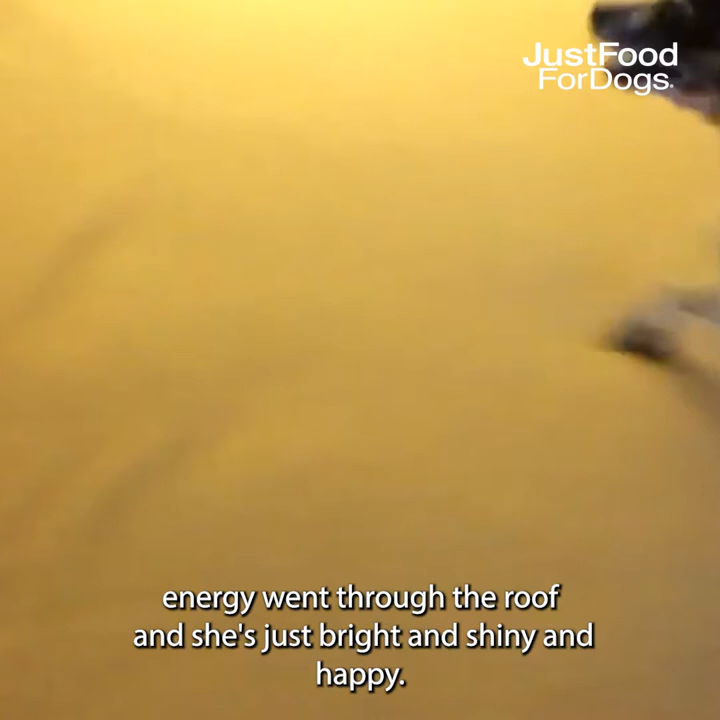 JustFood
ForDogs.
energy went through the roof
and she's just bright and shiny and
happy.